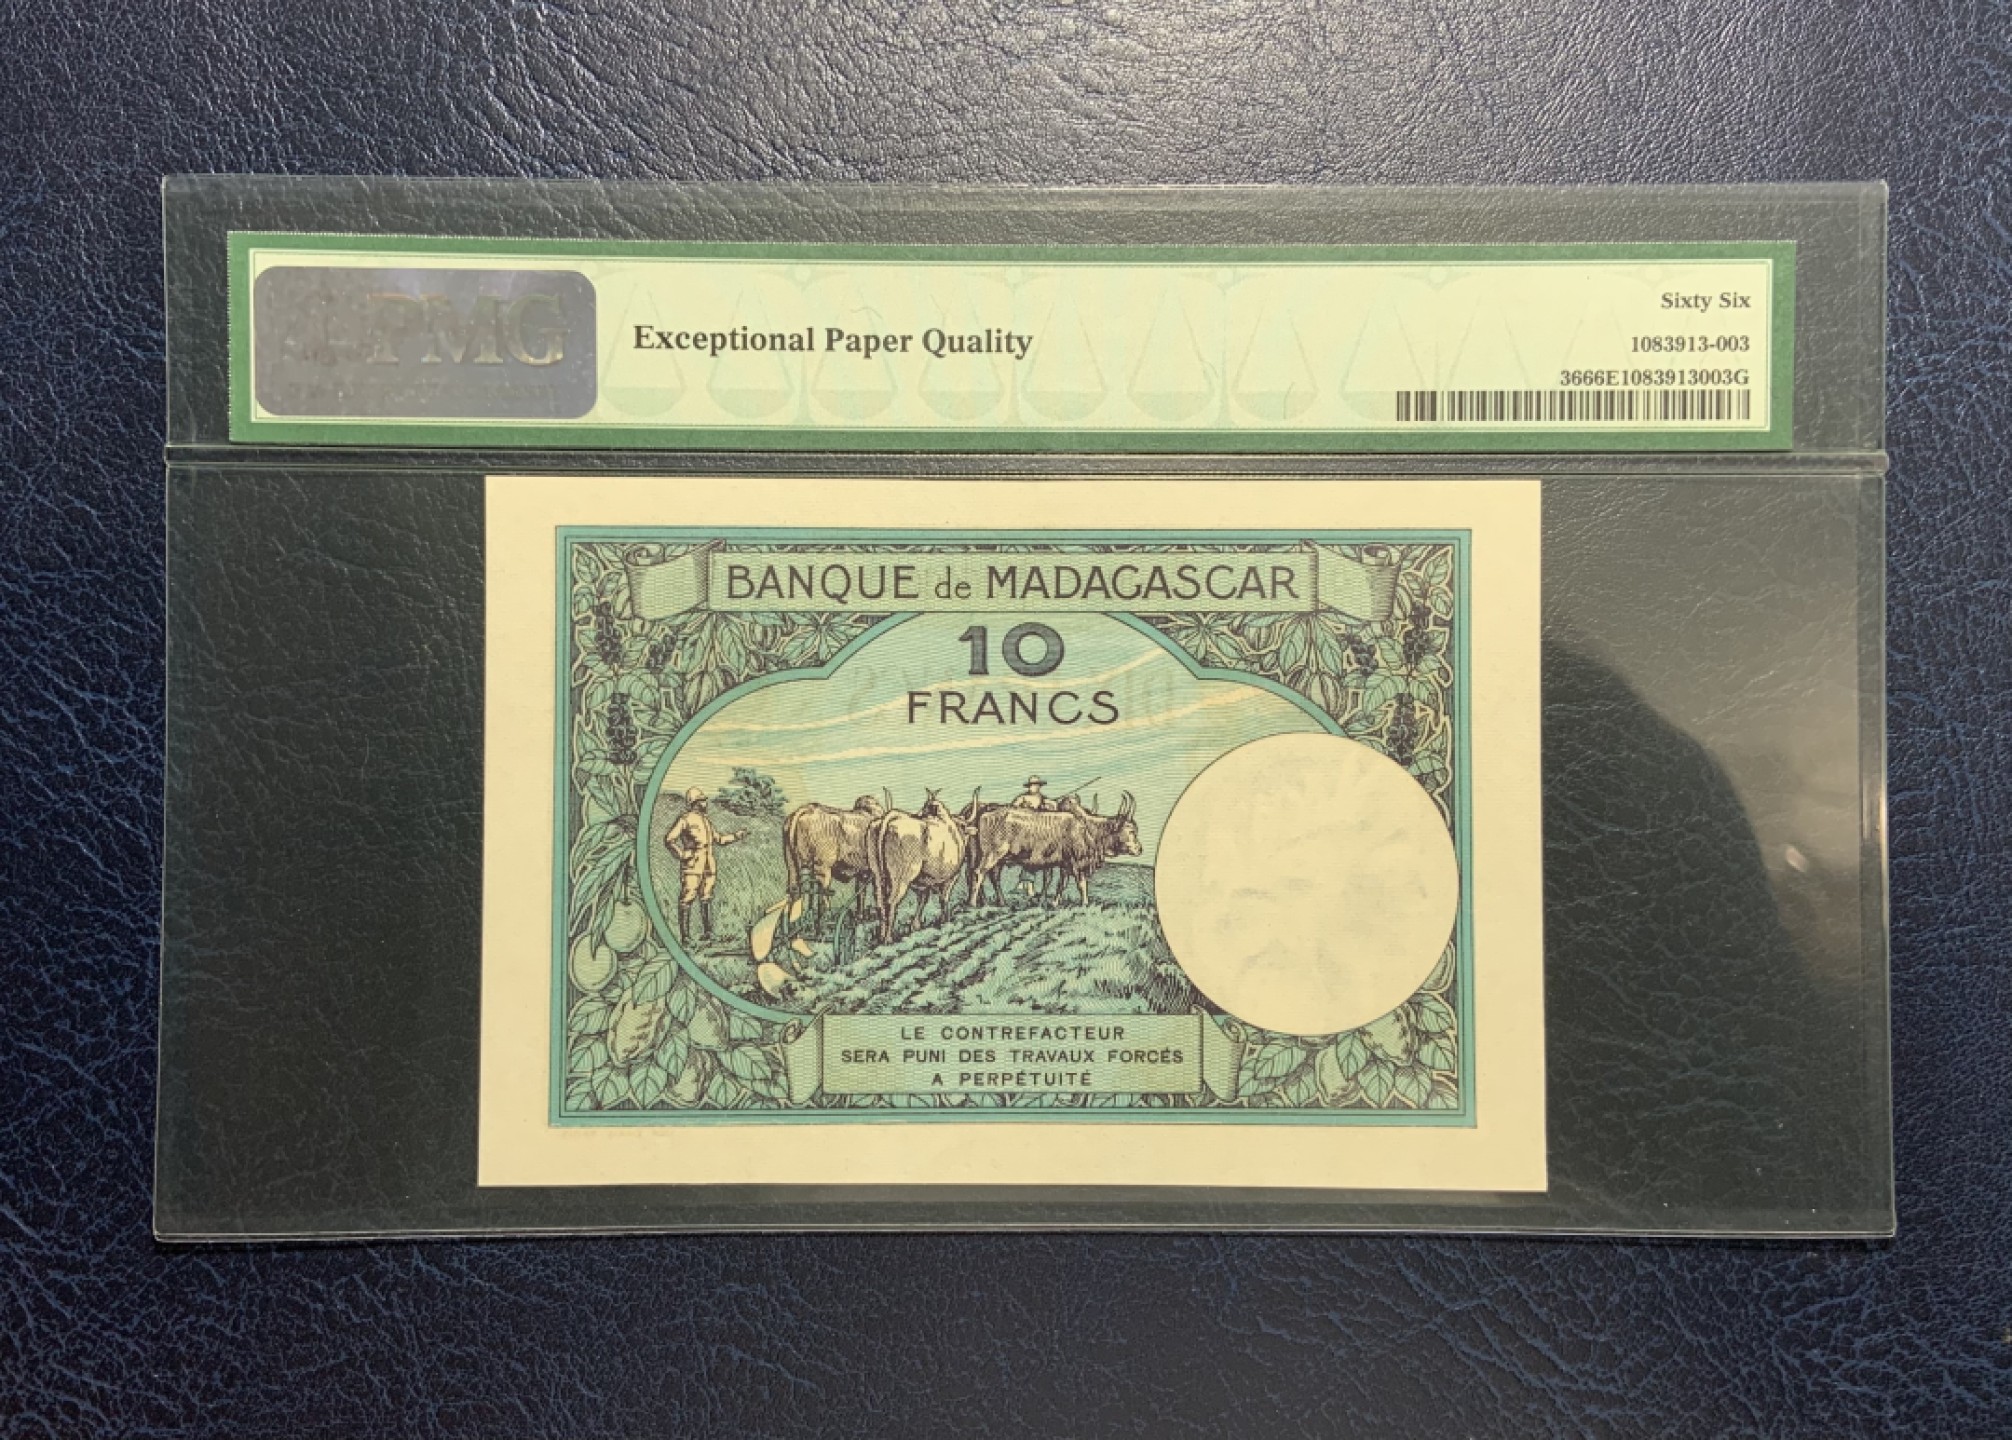 PMG
Exceptional Paper Quality
Sixty Six
1083913-003
3666E1083913003G
BANQUE de MADAGASCAR
10
FRANCS
LE CONTREFACTEUR
SERA PUNI DES TRAVAUX FORCÉS
A PERPÉTUITÉ